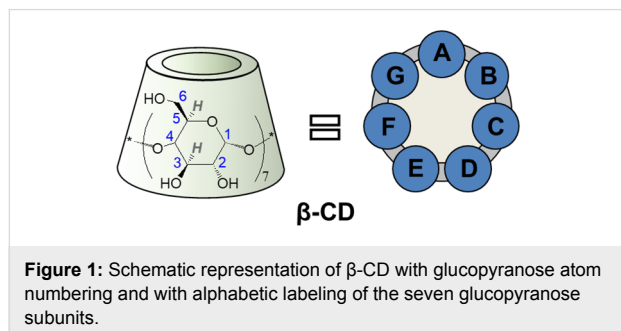 A
G B
F C
E D
6
HO H
5 O
4 1
* O H O *
3 2
HO OH 7
β-CD
Figure 1: Schematic representation of β-CD with glucopyranose atom
numbering and with alphabetic labeling of the seven glucopyranose
subunits.